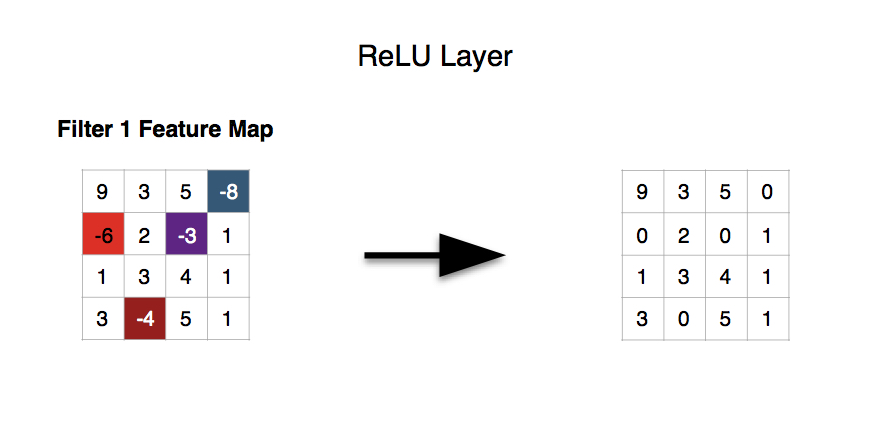 ReLU Layer
Filter 1 Feature Map
9 3 5 -8
-6 2 -3 1
1 3 4 1
3 -4 5 1
9 3 5 0
0 2 0 1
1 3 4 1
3 0 5 1